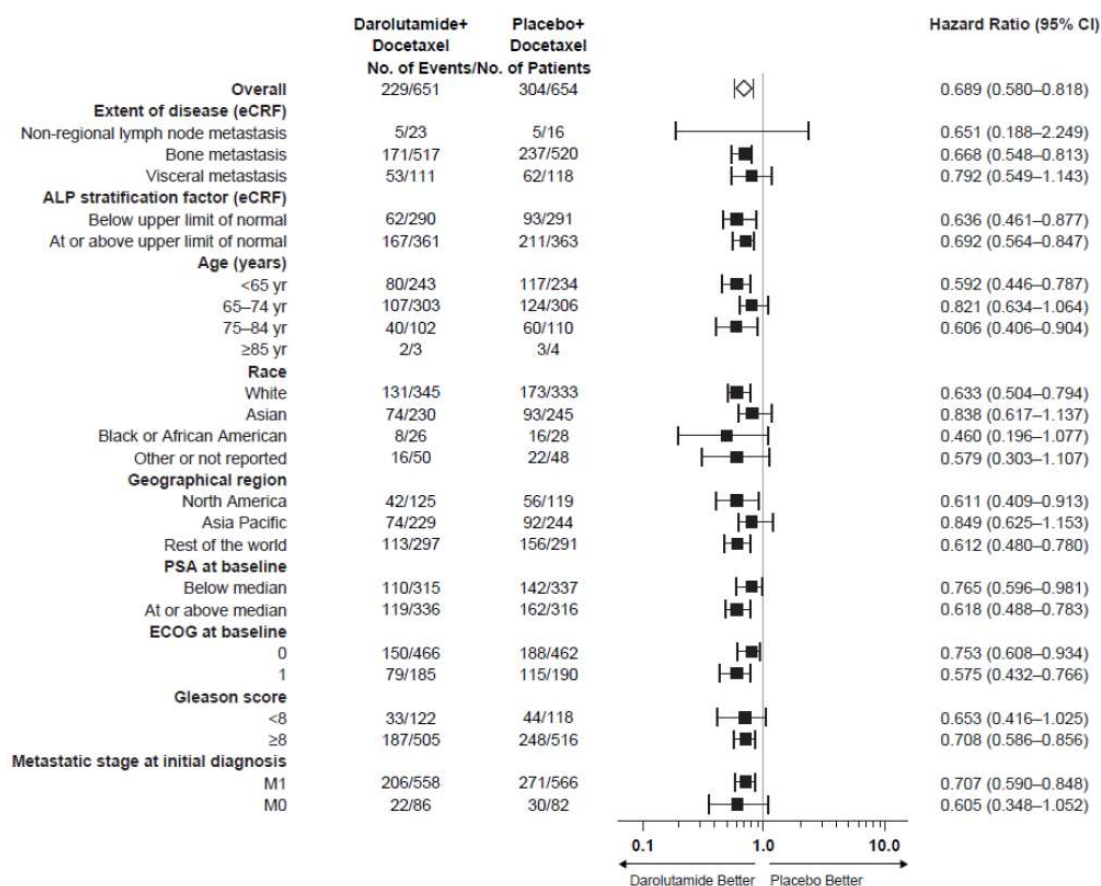 Darolutamide+ Placebo+ Hazard Ratio (95% CI)
Docetaxel Docetaxel
No. of Events/No. of Patients
Overall 229/651 304/654 0.689 (0.580–0.818)
Extent of disease (eCRF)
Non-regional lymph node metastasis 5/23 5/16 0.651 (0.188–2.249)
Bone metastasis 171/517 237/520 0.668 (0.548–0.813)
Visceral metastasis 53/111 62/118 0.792 (0.549–1.143)
ALP stratification factor (eCRF)
Below upper limit of normal 62/290 93/291 0.636 (0.461–0.877)
At or above upper limit of normal 167/361 211/363 0.692 (0.564–0.847)
Age (years)
<65 yr 80/243 117/234 0.592 (0.446–0.787)
65–74 yr 107/303 124/306 0.821 (0.634–1.064)
75–84 yr 40/102 60/110 0.606 (0.406–0.904)
≥85 yr 2/3 3/4
Race
White 131/345 173/333 0.633 (0.504–0.794)
Asian 74/230 93/245 0.838 (0.617–1.137)
Black or African American 8/26 16/28 0.460 (0.196–1.077)
Other or not reported 16/50 22/48 0.579 (0.303–1.107)
Geographical region
North America 42/125 56/119 0.611 (0.409–0.913)
Asia Pacific 74/229 92/244 0.849 (0.625–1.153)
Rest of the world 113/297 156/291 0.612 (0.480–0.780)
PSA at baseline
Below median 110/315 142/337 0.765 (0.596–0.981)
At or above median 119/336 162/316 0.618 (0.488–0.783)
ECOG at baseline
0 150/466 188/462 0.753 (0.608–0.934)
1 79/185 115/190 0.575 (0.432–0.766)
Gleason score
<8 33/122 44/118 0.653 (0.416–1.025)
≥8 187/505 248/516 0.708 (0.586–0.856)
Metastatic stage at initial diagnosis
M1 206/558 271/566 0.707 (0.590–0.848)
M0 22/86 30/82 0.605 (0.348–1.052)
0.1 1.0 10.0
Darolutamide Better Placebo Better